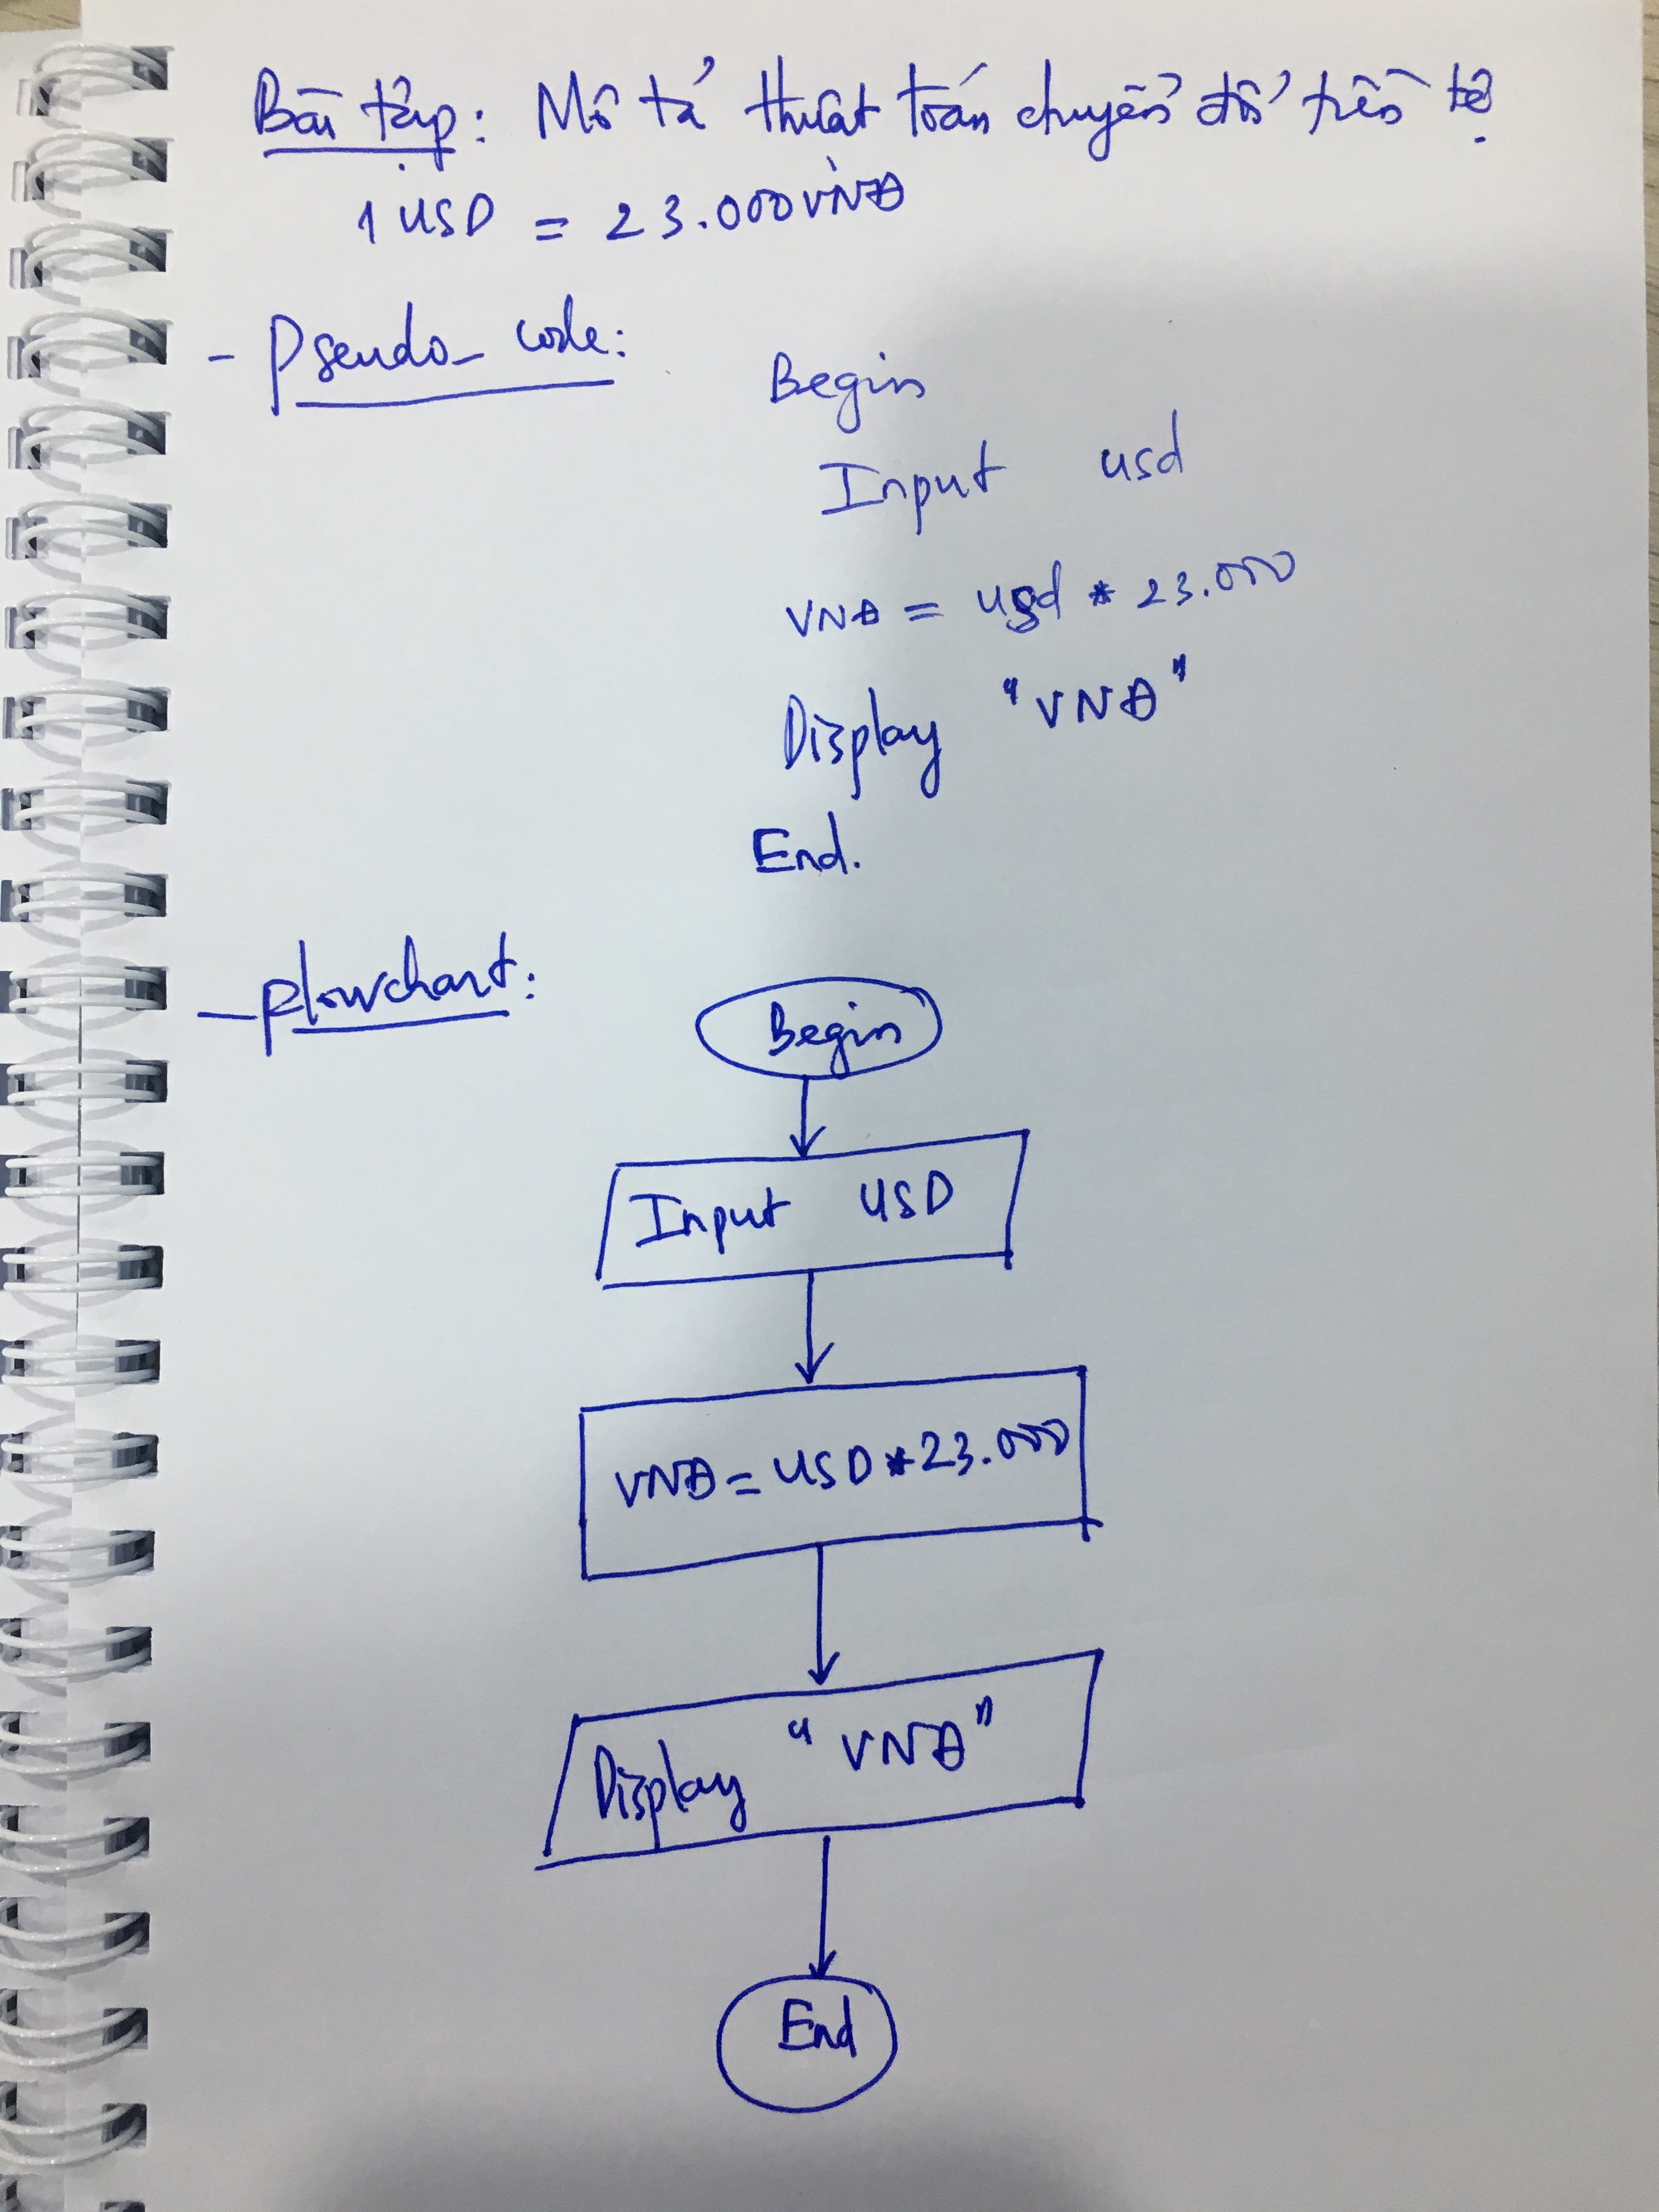 Bài tập: Mô tả thuật toán chuyển đổi tiền tệ
1 USD = 23.000 VNĐ
- Pseudo_code:
Begin
Input usd
VNĐ = usd * 23.000
Display "VNĐ"
End.
- Flowchart:
Begin
Input USD
VNĐ = USD * 23.000
Display "VNĐ"
End